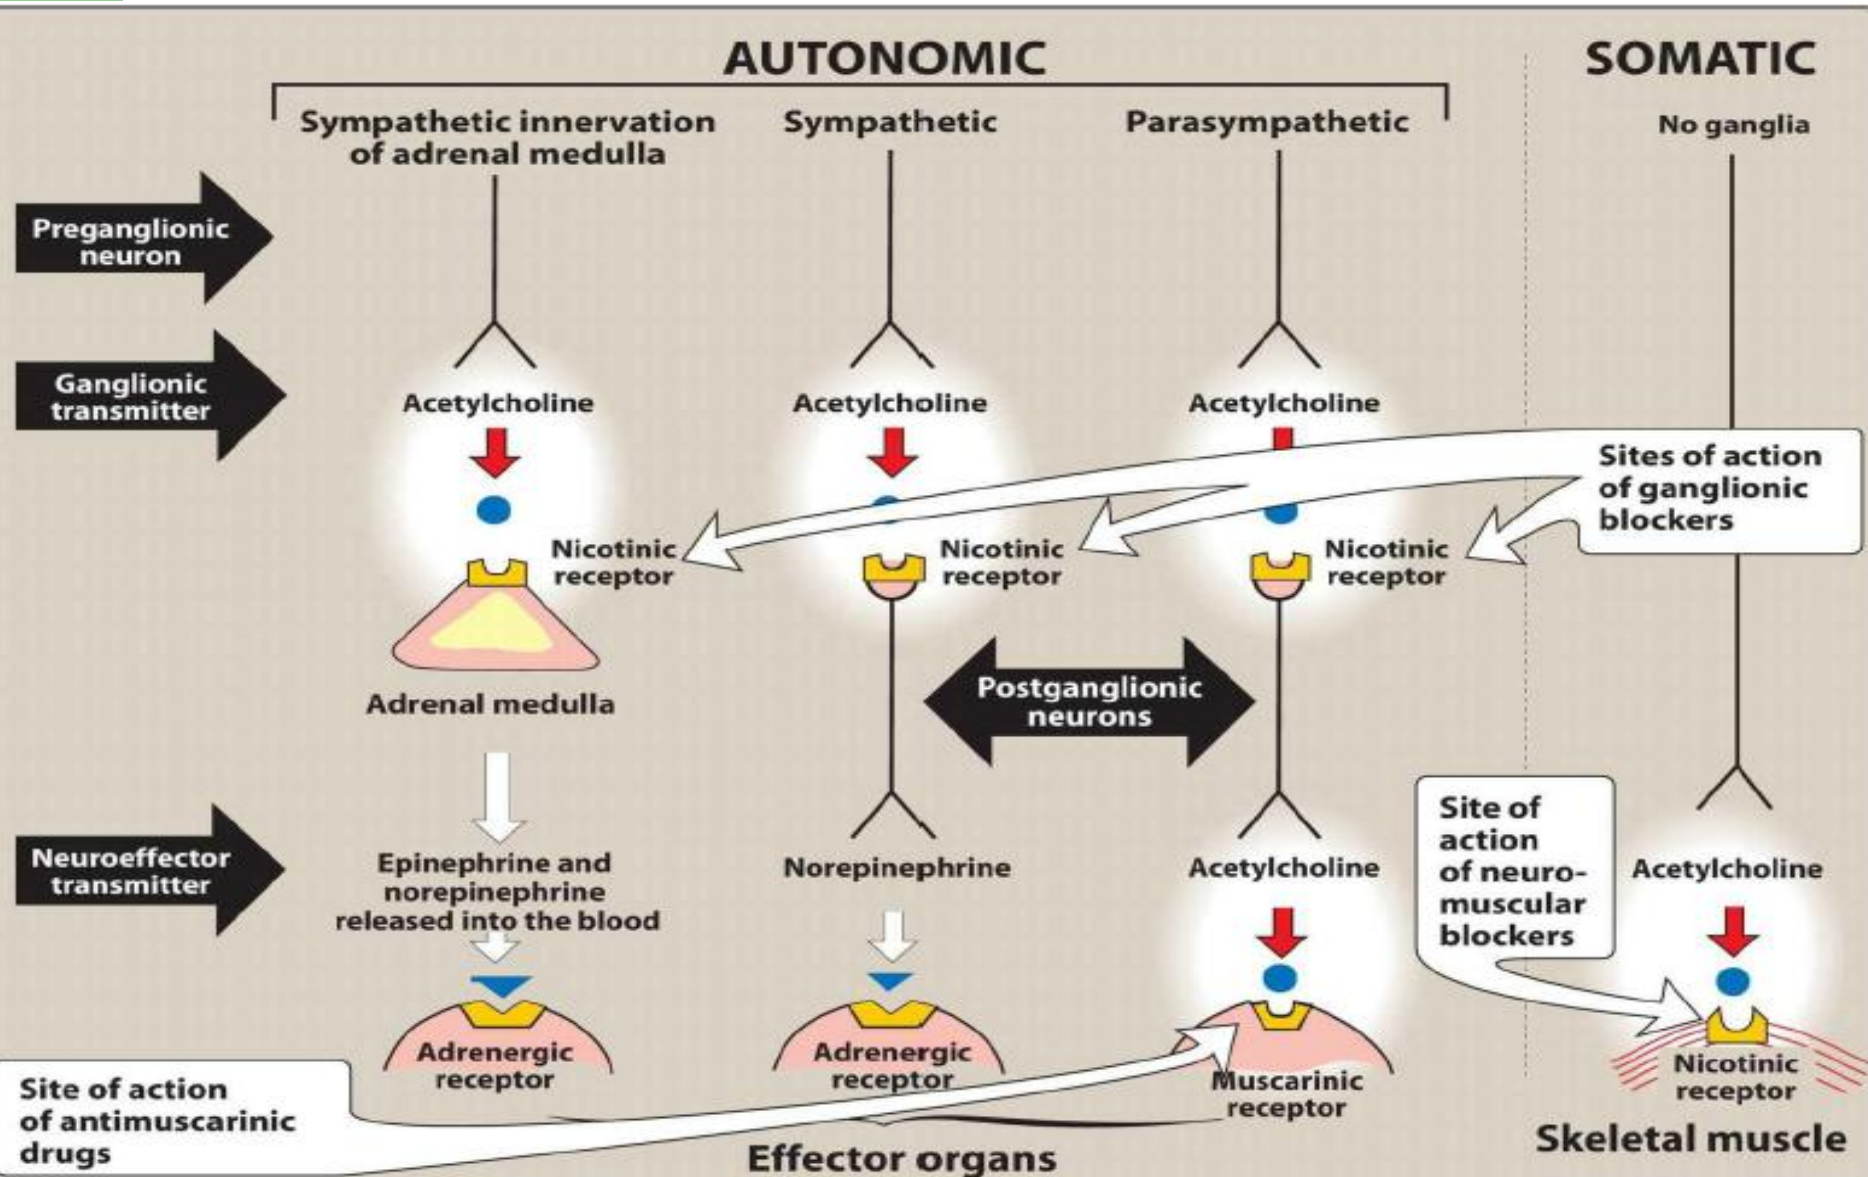 AUTONOMIC
SOMATIC
Sympathetic innervation
of adrenal medulla
Sympathetic
Parasympathetic
No ganglia
Preganglionic
neuron
Ganglionic
transmitter
Acetylcholine
Acetylcholine
Acetylcholine
Sites of action
of ganglionic
blockers
Nicotinic
receptor
Nicotinic
receptor
Nicotinic
receptor
Adrenal medulla
Postganglionic
neurons
Neuroeffector
transmitter
Epinephrine and
norepinephrine
released into the blood
Norepinephrine
Acetylcholine
Site of
action
of neuro-
muscular
blockers
Acetylcholine
Adrenergic
receptor
Adrenergic
receptor
Muscarinic
receptor
Nicotinic
receptor
Site of action
of antimuscarinic
drugs
Effector organs
Skeletal muscle